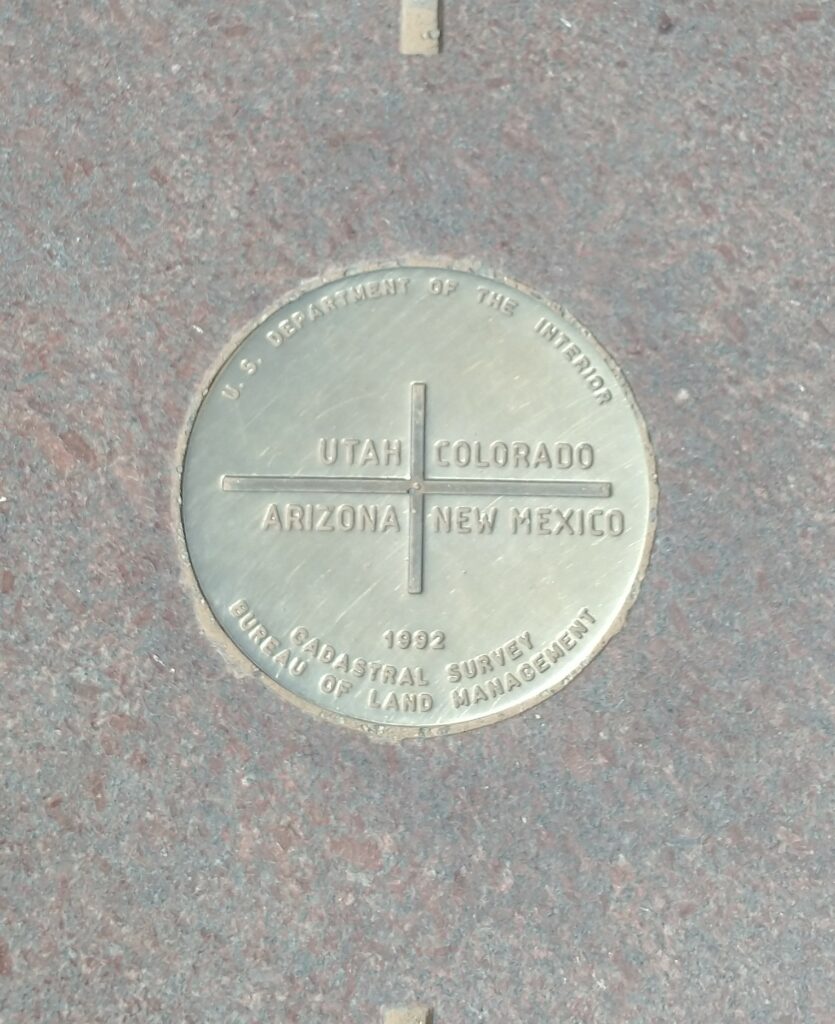 U. S. DEPARTMENT OF THE INTERIOR
UTAH COLORADO
ARIZONA NEW MEXICO
1992
CADASTRAL SURVEY
BUREAU OF LAND MANAGEMENT